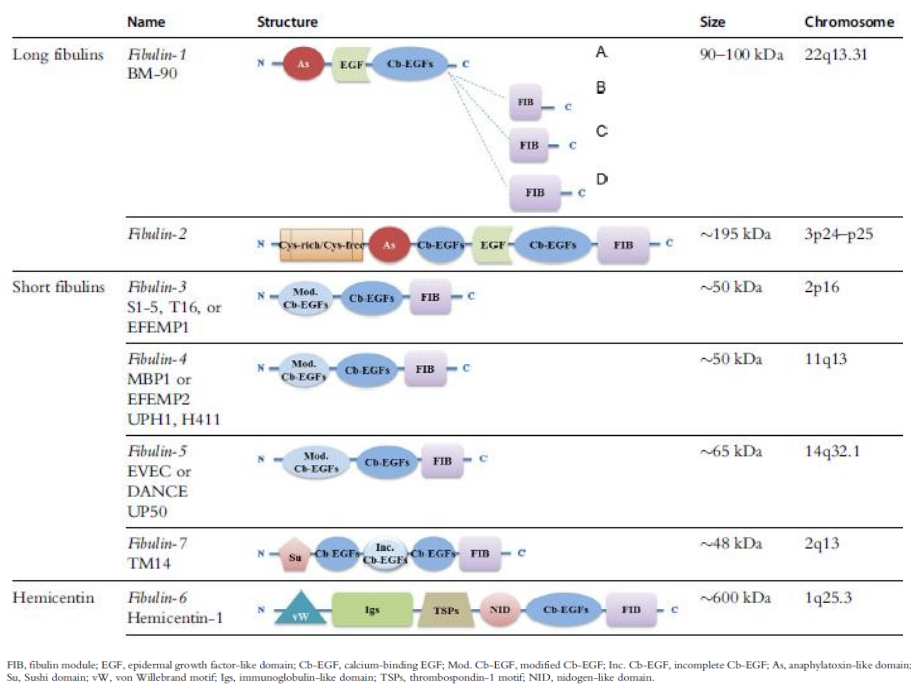 Name Structure Size Chromosome
Long fibulins Fibulin-1 90–100 kDa 22q13.31
BM-90
N As EGF Cb-EGFs C A
FIB C B
FIB C C
FIB C D
Fibulin-2 ~195 kDa 3p24–p25
N Cys-rich/Cys-free As Cb-EGFs EGF Cb-EGFs FIB C
Short fibulins Fibulin-3 ~50 kDa 2p16
S1-5, T16, or
EFEMP1
N Mod. Cb-EGFs Cb-EGFs FIB C
Fibulin-4 ~50 kDa 11q13
MBP1 or
EFEMP2
UPH1, H411
N Mod. Cb-EGFs Cb-EGFs FIB C
Fibulin-5 ~65 kDa 14q32.1
EVEC or
DANCE
UP50
N Mod. Cb-EGFs Cb-EGFs FIB C
Fibulin-7 ~48 kDa 2q13
TM14
N Su Cb EGFs Inc. Cb-EGFs Cb EGFs FIB C
Hemicentin Fibulin-6 ~600 kDa 1q25.3
Hemicentin-1
N vW Igs TSPs NID Cb-EGFs FIB C
FIB, fibulin module; EGF, epidermal growth factor-like domain; Cb-EGF, calcium-binding EGF; Mod. Cb-EGF, modified Cb-EGF; Inc. Cb-EGF, incomplete Cb-EGF; As, anaphylatoxin-like domain;
Su, Sushi domain; vW, von Willebrand motif; Igs, immunoglobulin-like domain; TSPs, thrombospondin-1 motif; NID, nidogen-like domain.